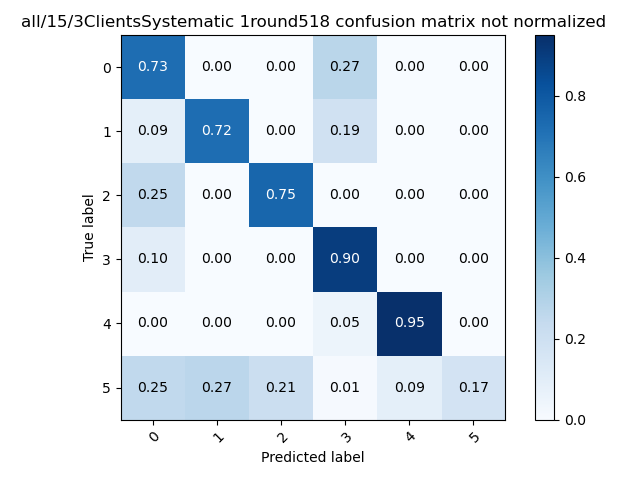 all/15/3ClientsSystematic 1round518 confusion matrix not normalized
0 0.73 0.00 0.00 0.27 0.00 0.00
1 0.09 0.72 0.00 0.19 0.00 0.00
2 0.25 0.00 0.75 0.00 0.00 0.00
3 0.10 0.00 0.00 0.90 0.00 0.00
4 0.00 0.00 0.00 0.05 0.95 0.00
5 0.25 0.27 0.21 0.01 0.09 0.17
0 1 2 3 4 5
True label
Predicted label
0.8
0.6
0.4
0.2
0.0